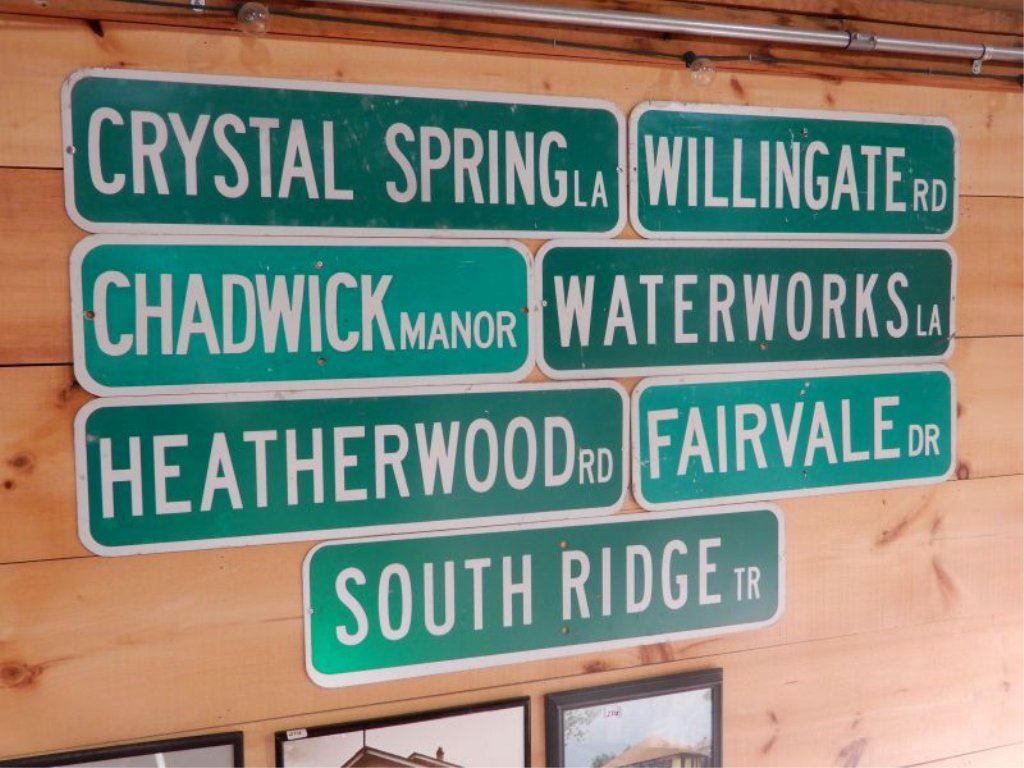 CRYSTAL SPRING LA
WILLINGATE RD
CHADWICK MANOR
WATERWORKS LA
HEATHERWOOD RD
FAIRVALE DR
SOUTH RIDGE TR